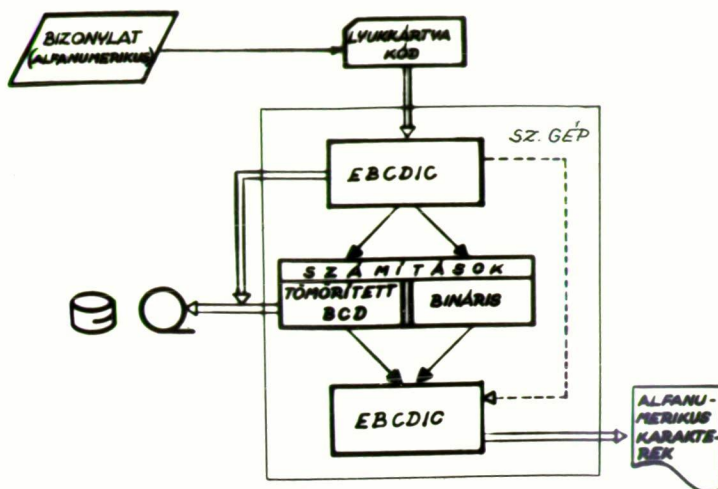 BIZONYLAT
(ALFANUMERIKUS)
LYUKKÁRTYA
KÓD
SZ. GÉP
EBCDIC
SZÁMÍTÁSOK
TÖMÖRÍTETT
BCD
BINÁRIS
EBCDIC
ALFANU-
MERIKUS
KARAKTE-
REK